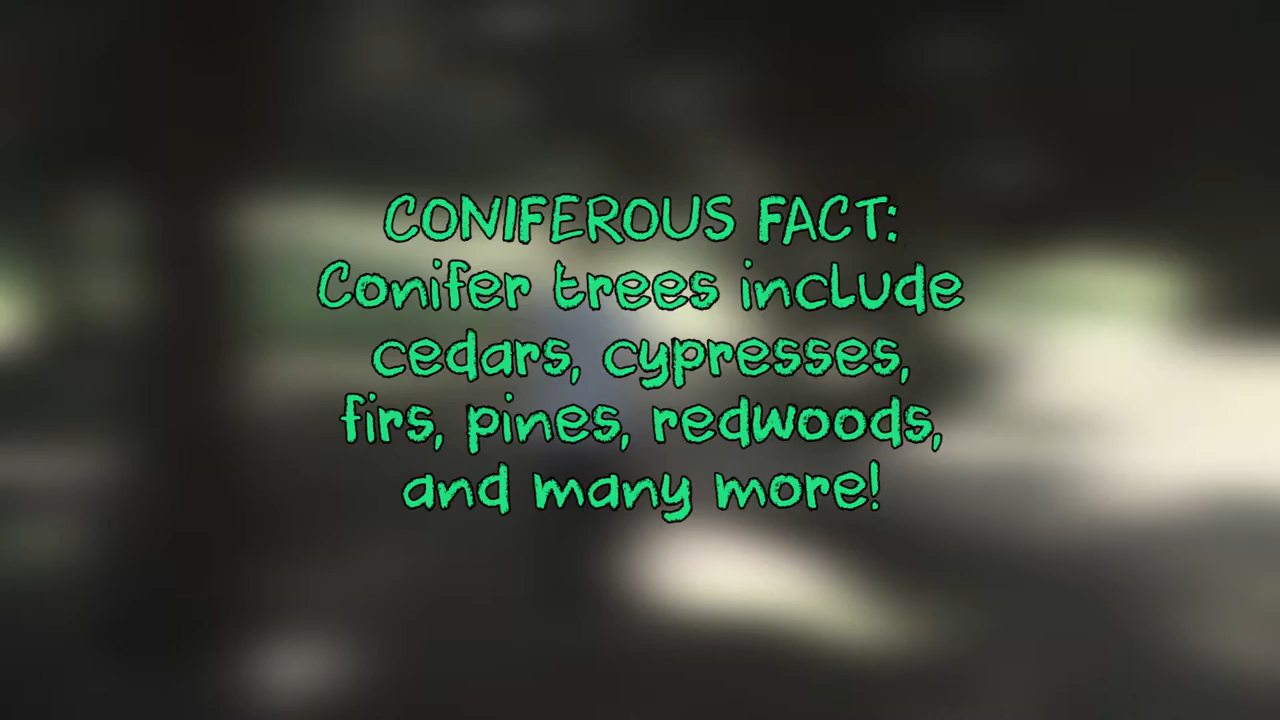 CONIFEROUS FACT:
Conifer trees include
cedars, cypresses,
firs, pines, redwoods,
and many more!